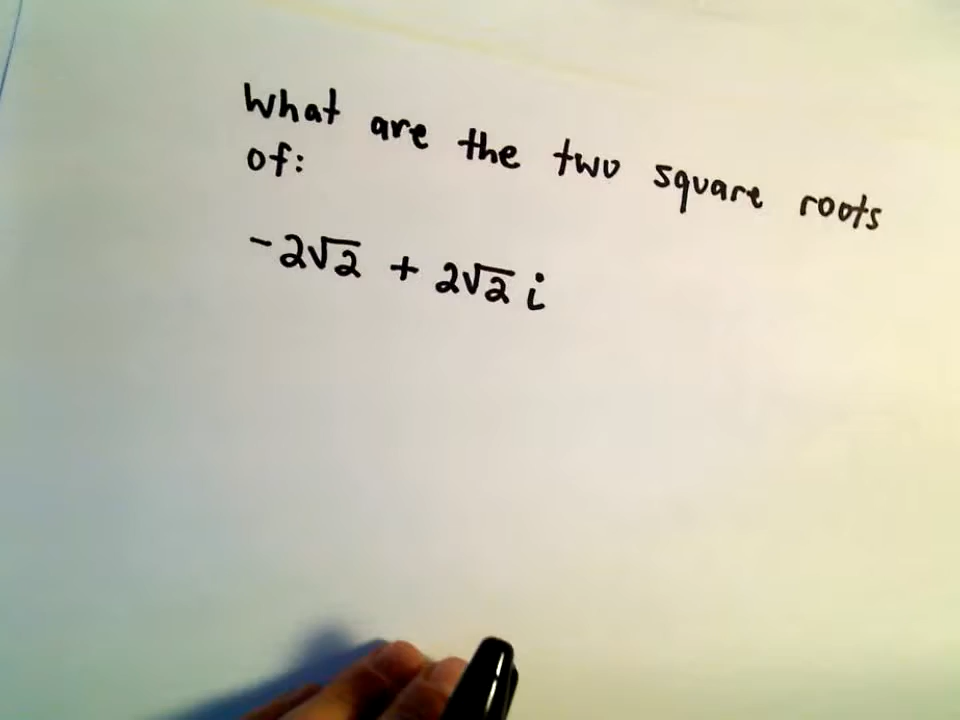 What are the two square roots
of:
-2√2 + 2√2 i